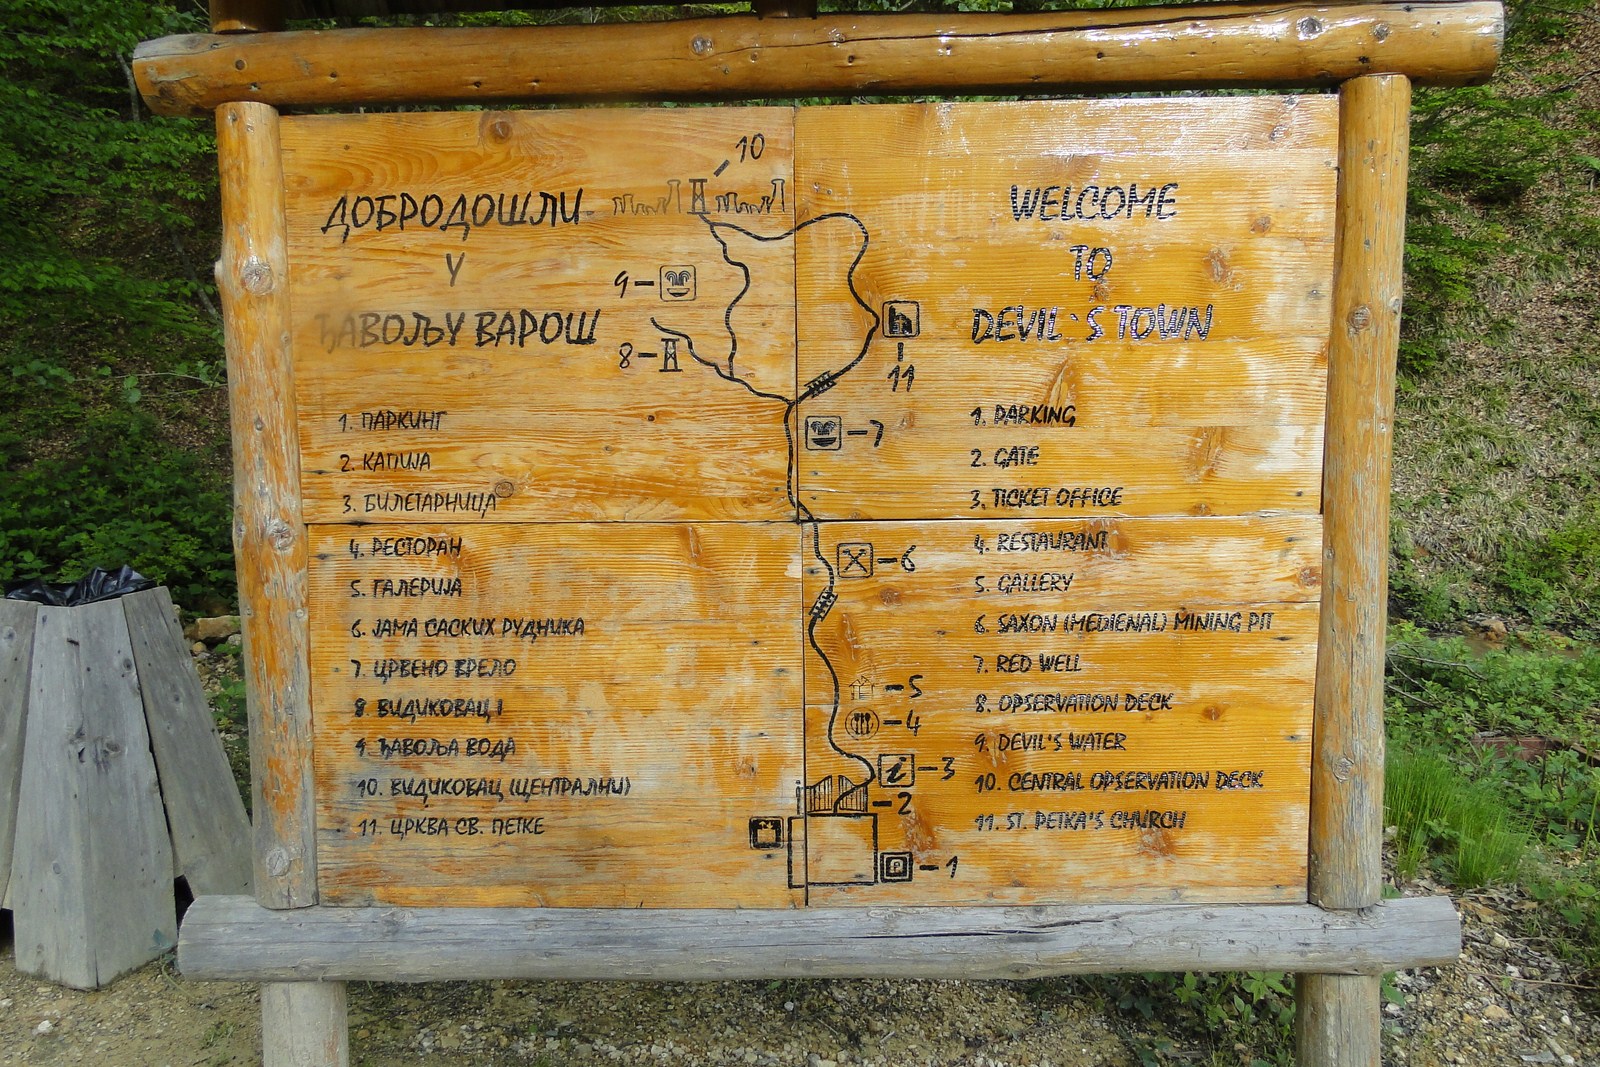 ДОБРОДОШЛИ
У
ЂАВОЉУ ВАРОШ
1. ПАРКИНГ
2. КАПИЈА
3. БИЛЕТАРНИЦА
4. РЕСТОРАН
5. ГАЛЕРИЈА
6. ЈАМА САСКИХ РУДНИКА
7. ЦРВЕНО ВРЕЛО
8. ВИДИКОВАЦ I
9. ЂАВОЉА ВОДА
10. ВИДИКОВАЦ (ЦЕНТРАЛНИ)
11. ЦРКВА СВ. ПЕТКЕ
10
9
8
11
7
6
5
4
i 3
2
P 1
WELCOME
TO
DEVIL`S TOWN
1. PARKING
2. GATE
3. TICKET OFFICE
4. RESTAURANT
5. GALLERY
6. SAXON (MEDIENAL) MINING PIT
7. RED WELL
8. OPSERVATION DECK
9. DEVIL'S WATER
10. CENTRAL OPSERVATION DECK
11. ST. PETKA'S CHURCH